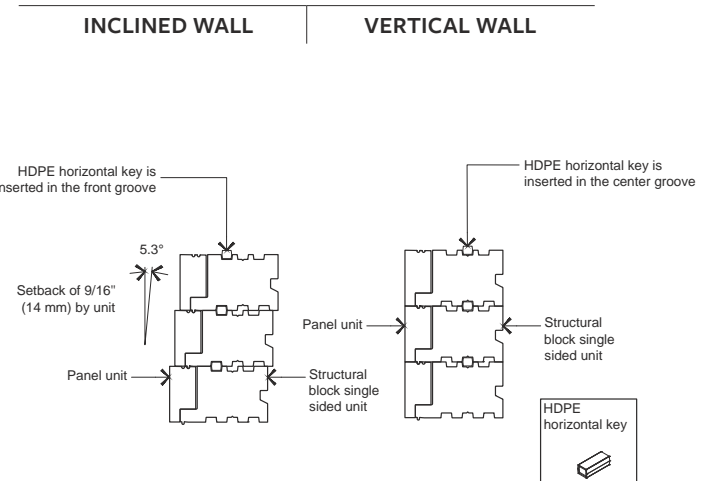 INCLINED WALL
VERTICAL WALL
HDPE horizontal key is
nserted in the front groove
HDPE horizontal key is
inserted in the center groove
5.3°
Setback of 9/16"
(14 mm) by unit
Panel unit
Structural
block single
sided unit
Panel unit
Structural
block single
sided unit
HDPE
horizontal key